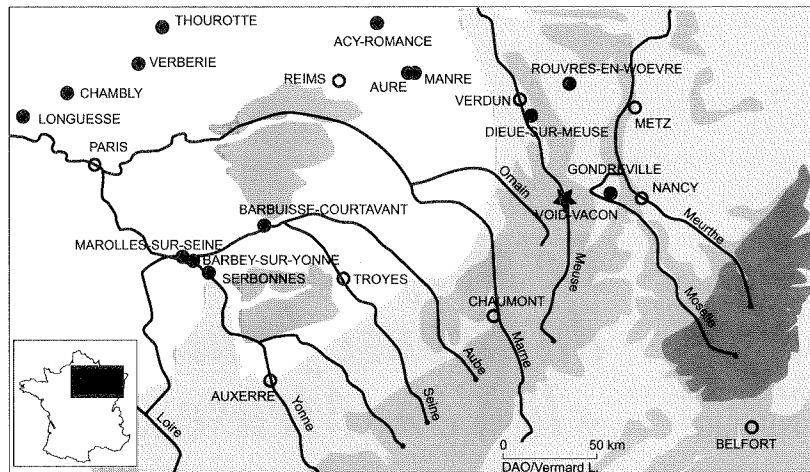 THOUROTTE
ACY-ROMANCE
VERBERIE
REIMS
AURE
MANRE
ROUVRES-EN-WOEVRE
CHAMBLY
VERDUN
METZ
LONGUESSE
DIEUE-SUR-MEUSE
PARIS
GONDREVILLE
Ornain
NANCY
BARBUISSE-COURTAVANT
VOID-VACON
Meurthe
MAROLLES-SUR-SEINE
BARBEY-SUR-YONNE
SERBONNES
TROYES
Meuse
CHAUMONT
Moselle
Marne
Aube
AUXERRE
Seine
Loire
Yonne
BELFORT
0 50 km
DAO/Vermard L.